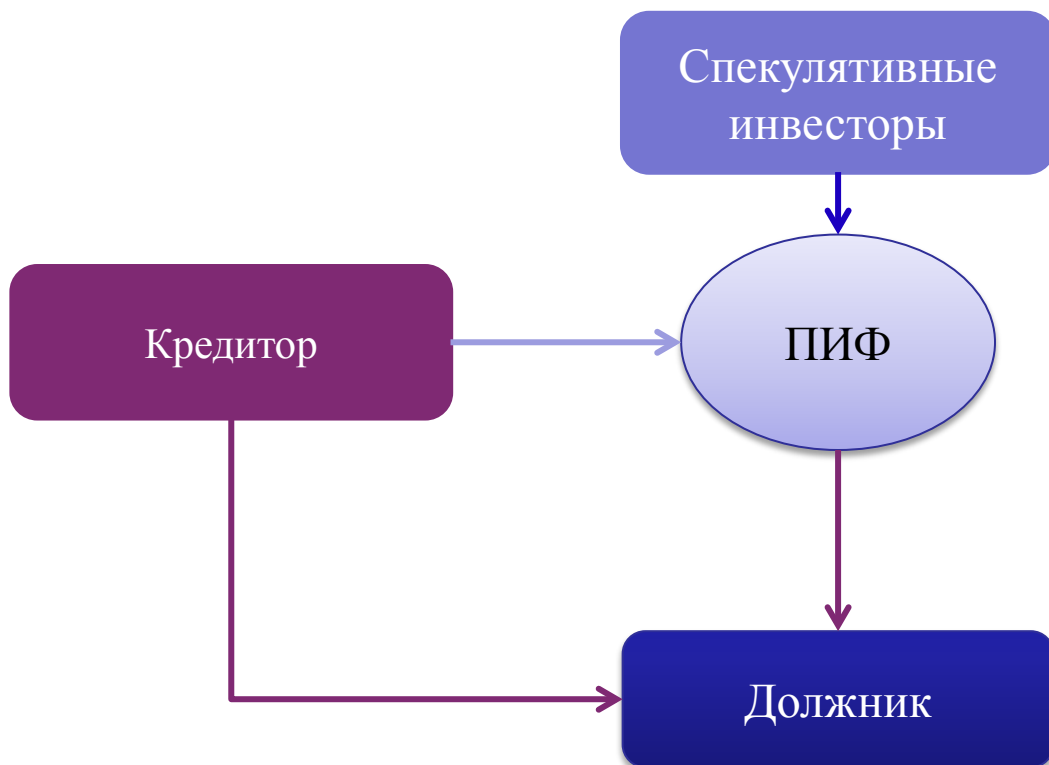 Спекулятивные
инвесторы
Кредитор
ПИФ
Должник